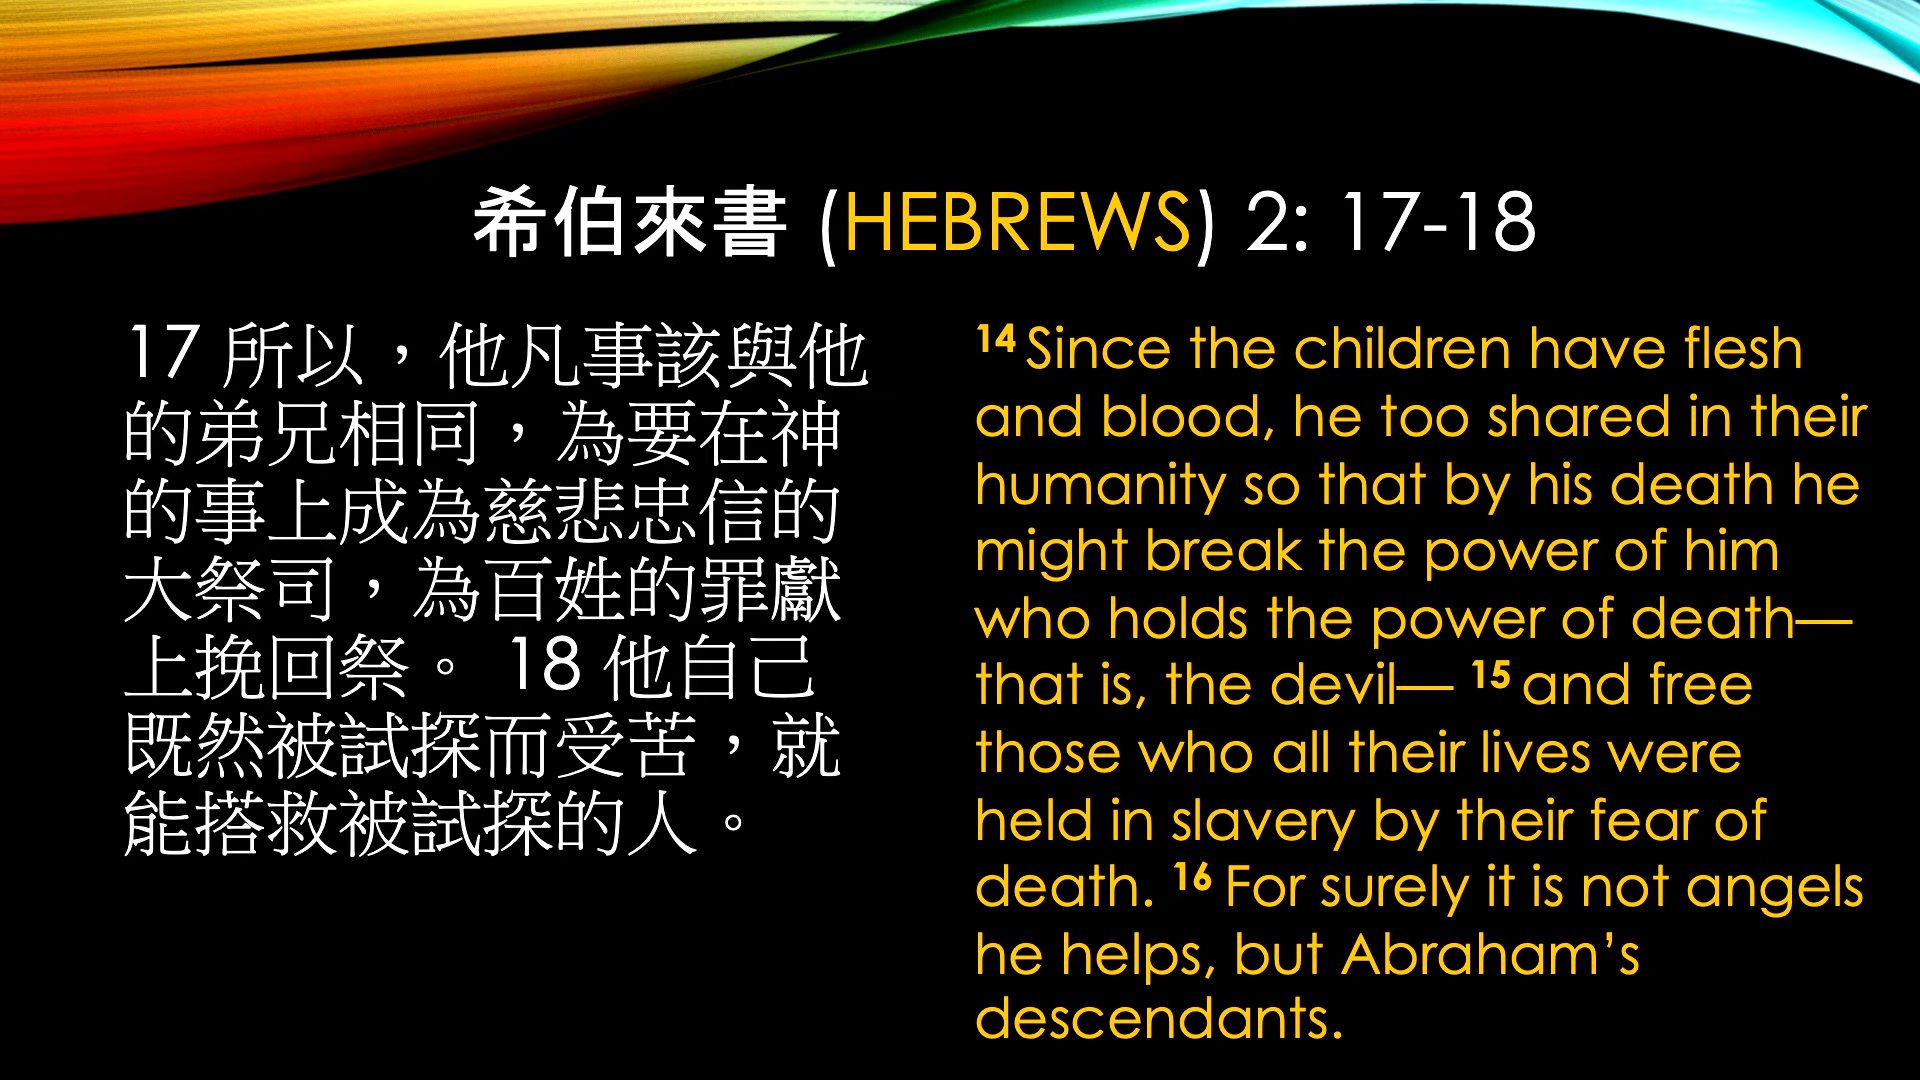 希伯來書 (HEBREWS) 2: 17-18
17 所以，他凡事該與他
的弟兄相同，為要在神
的事上成為慈悲忠信的
大祭司，為百姓的罪獻
上挽回祭。 18 他自己
既然被試探而受苦，就
能搭救被試探的人。
14 Since the children have flesh
and blood, he too shared in their
humanity so that by his death he
might break the power of him
who holds the power of death—
that is, the devil— 15 and free
those who all their lives were
held in slavery by their fear of
death. 16 For surely it is not angels
he helps, but Abraham’s
descendants.